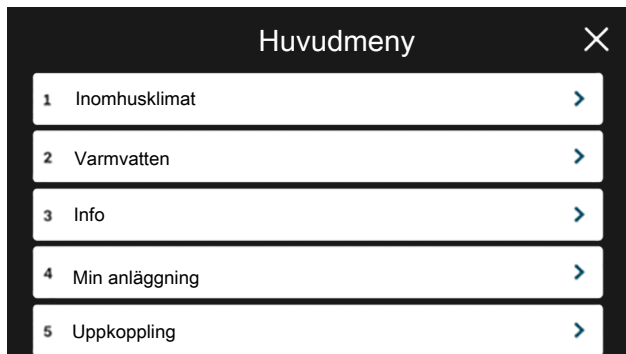 Huvudmeny
1 Inomhusklimat
2 Varmvatten
3 Info
4 Min anläggning
5 Uppkoppling